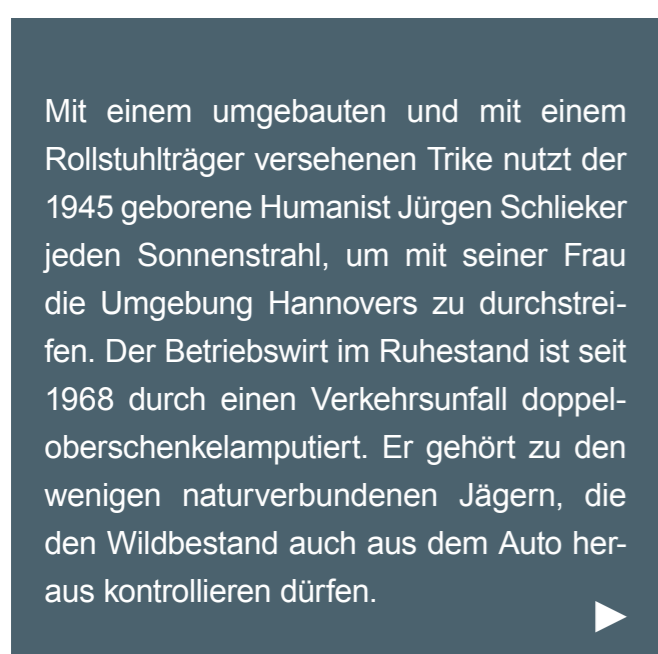 Mit einem umgebauten und mit einem
Rollstuhlträger versehenen Trike nutzt der
1945 geborene Humanist Jürgen Schlieker
jeden Sonnenstrahl, um mit seiner Frau
die Umgebung Hannovers zu durchstrei-
fen. Der Betriebswirt im Ruhestand ist seit
1968 durch einen Verkehrsunfall doppel-
oberschenkelamputiert. Er gehört zu den
wenigen naturverbundenen Jägern, die
den Wildbestand auch aus dem Auto her-
aus kontrollieren dürfen.